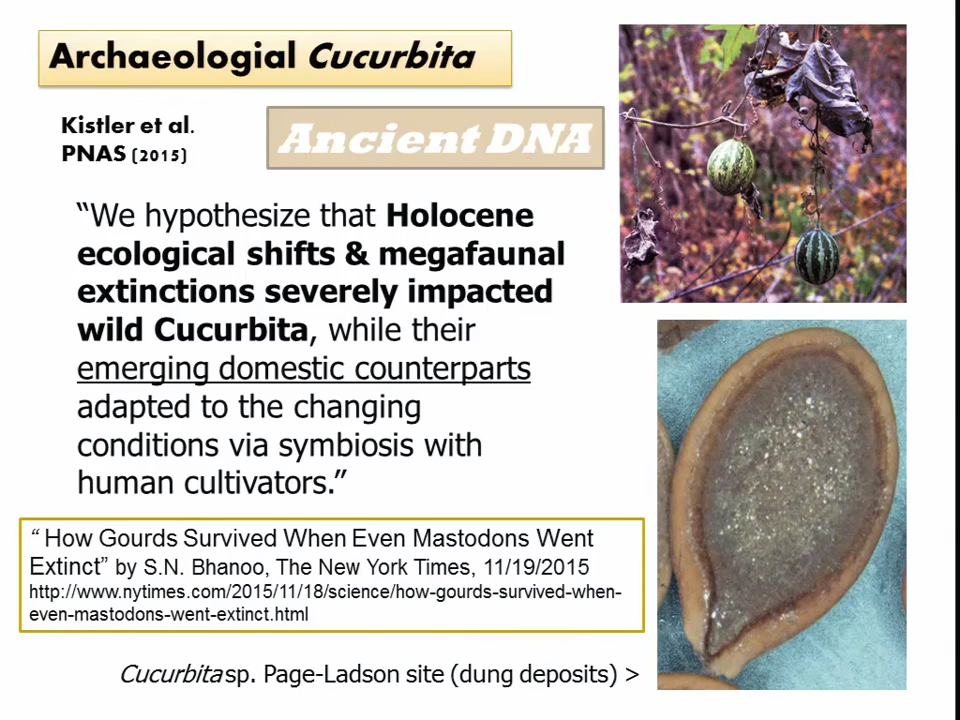 Archaeologial Cucurbita
Kistler et al.
PNAS (2015)
Ancient DNA
“We hypothesize that Holocene
ecological shifts & megafaunal
extinctions severely impacted
wild Cucurbita, while their
emerging domestic counterparts
adapted to the changing
conditions via symbiosis with
human cultivators.”
“ How Gourds Survived When Even Mastodons Went
Extinct” by S.N. Bhanoo, The New York Times, 11/19/2015
http://www.nytimes.com/2015/11/18/science/how-gourds-survived-when-
even-mastodons-went-extinct.html
Cucurbita sp. Page-Ladson site (dung deposits) >